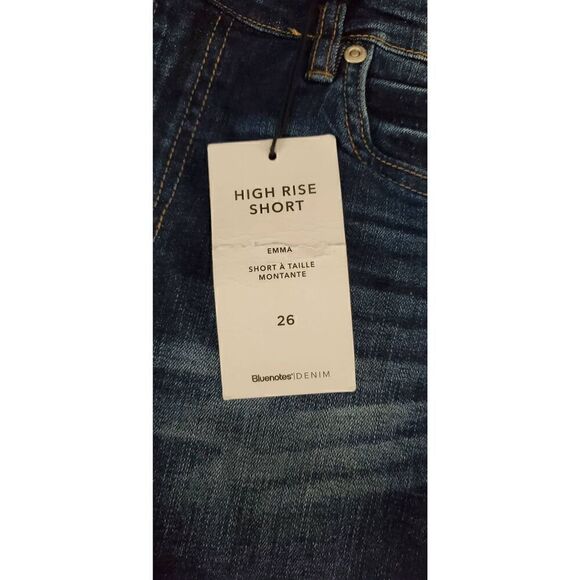 HIGH RISE
SHORT
EMMA
SHORT À TAILLE
MONTANTE
26
Bluenotes|DENIM